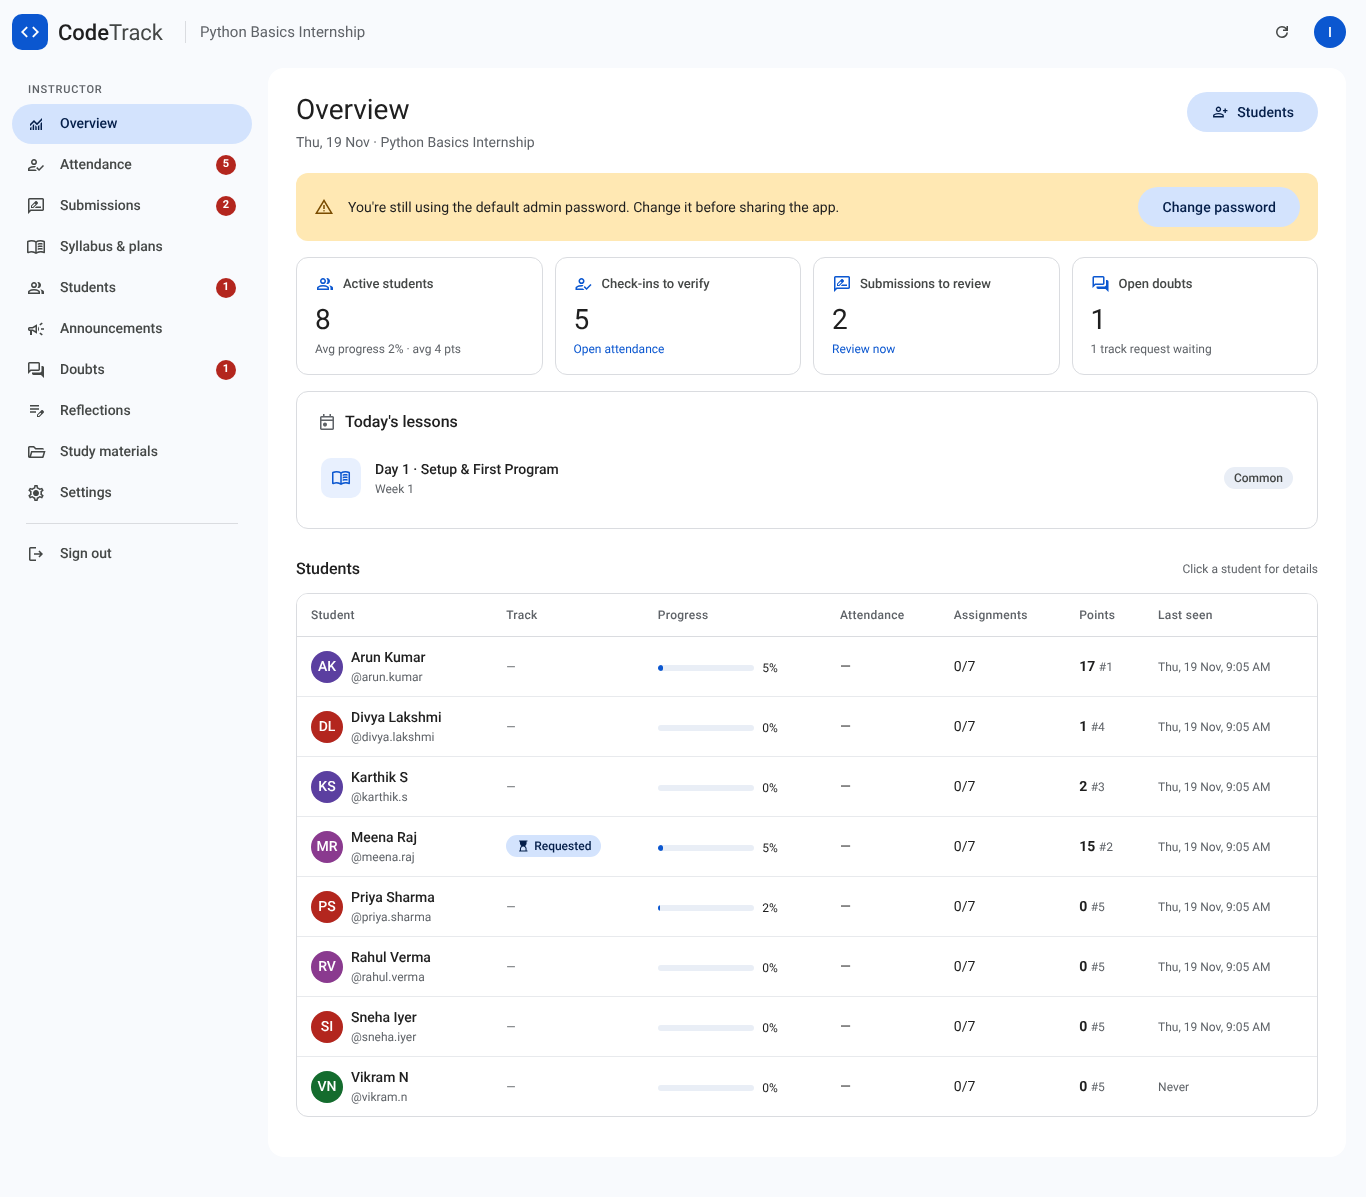 CodeTrack
Python Basics Internship
I
INSTRUCTOR
Overview
Attendance 5
Submissions 2
Syllabus & plans
Students 1
Announcements
Doubts 1
Reflections
Study materials
Settings
Sign out
Overview
Thu, 19 Nov · Python Basics Internship
Students
You're still using the default admin password. Change it before sharing the app.
Change password
Active students
8
Avg progress 2% · avg 4 pts
Check-ins to verify
5
Open attendance
Submissions to review
2
Review now
Open doubts
1
1 track request waiting
Today's lessons
Day 1 · Setup & First Program
Week 1
Common
Students
Click a student for details
Student Track Progress Attendance Assignments Points Last seen
AK Arun Kumar
@arun.kumar
– 5% — 0/7 17 #1 Thu, 19 Nov, 9:05 AM
DL Divya Lakshmi
@divya.lakshmi
– 0% — 0/7 1 #4 Thu, 19 Nov, 9:05 AM
KS Karthik S
@karthik.s
– 0% — 0/7 2 #3 Thu, 19 Nov, 9:05 AM
MR Meena Raj
@meena.raj
Requested 5% — 0/7 15 #2 Thu, 19 Nov, 9:05 AM
PS Priya Sharma
@priya.sharma
– 2% — 0/7 0 #5 Thu, 19 Nov, 9:05 AM
RV Rahul Verma
@rahul.verma
– 0% — 0/7 0 #5 Thu, 19 Nov, 9:05 AM
SI Sneha Iyer
@sneha.iyer
– 0% — 0/7 0 #5 Thu, 19 Nov, 9:05 AM
VN Vikram N
@vikram.n
– 0% — 0/7 0 #5 Never